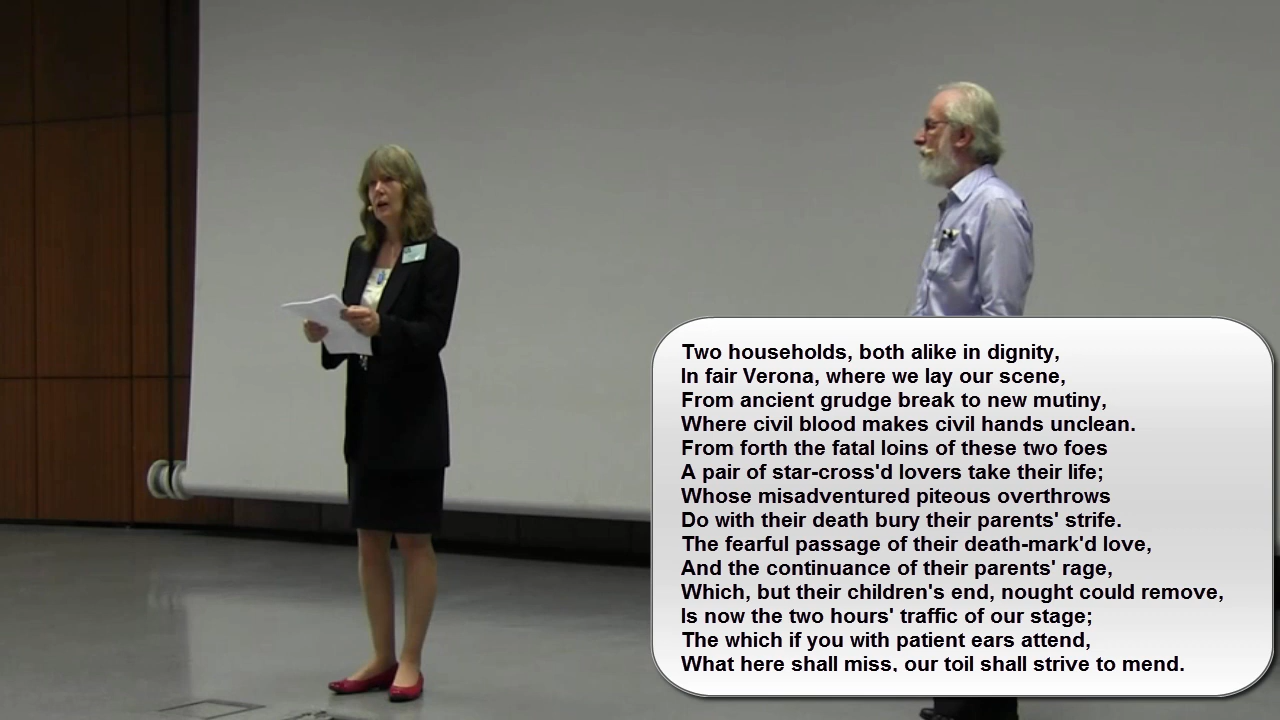 Two households, both alike in dignity,
In fair Verona, where we lay our scene,
From ancient grudge break to new mutiny,
Where civil blood makes civil hands unclean.
From forth the fatal loins of these two foes
A pair of star-cross'd lovers take their life;
Whose misadventured piteous overthrows
Do with their death bury their parents' strife.
The fearful passage of their death-mark'd love,
And the continuance of their parents' rage,
Which, but their children's end, nought could remove,
Is now the two hours' traffic of our stage;
The which if you with patient ears attend,
What here shall miss, our toil shall strive to mend.